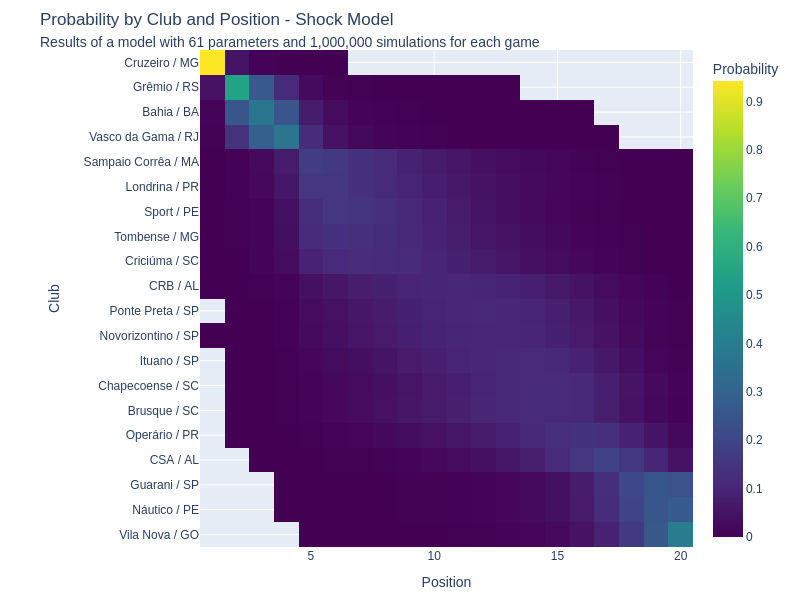 Probability by Club and Position - Shock Model
Results of a model with 61 parameters and 1,000,000 simulations for each game
Probability
Club
Cruzeiro / MG
Grêmio / RS
Bahia / BA
Vasco da Gama / RJ
Sampaio Corrêa / MA
Londrina / PR
Sport / PE
Tombense / MG
Criciúma / SC
CRB / AL
Ponte Preta / SP
Novorizontino / SP
Ituano / SP
Chapecoense / SC
Brusque / SC
Operário / PR
CSA / AL
Guarani / SP
Náutico / PE
Vila Nova / GO
5 10 15 20
Position
0.9
0.8
0.7
0.6
0.5
0.4
0.3
0.2
0.1
0